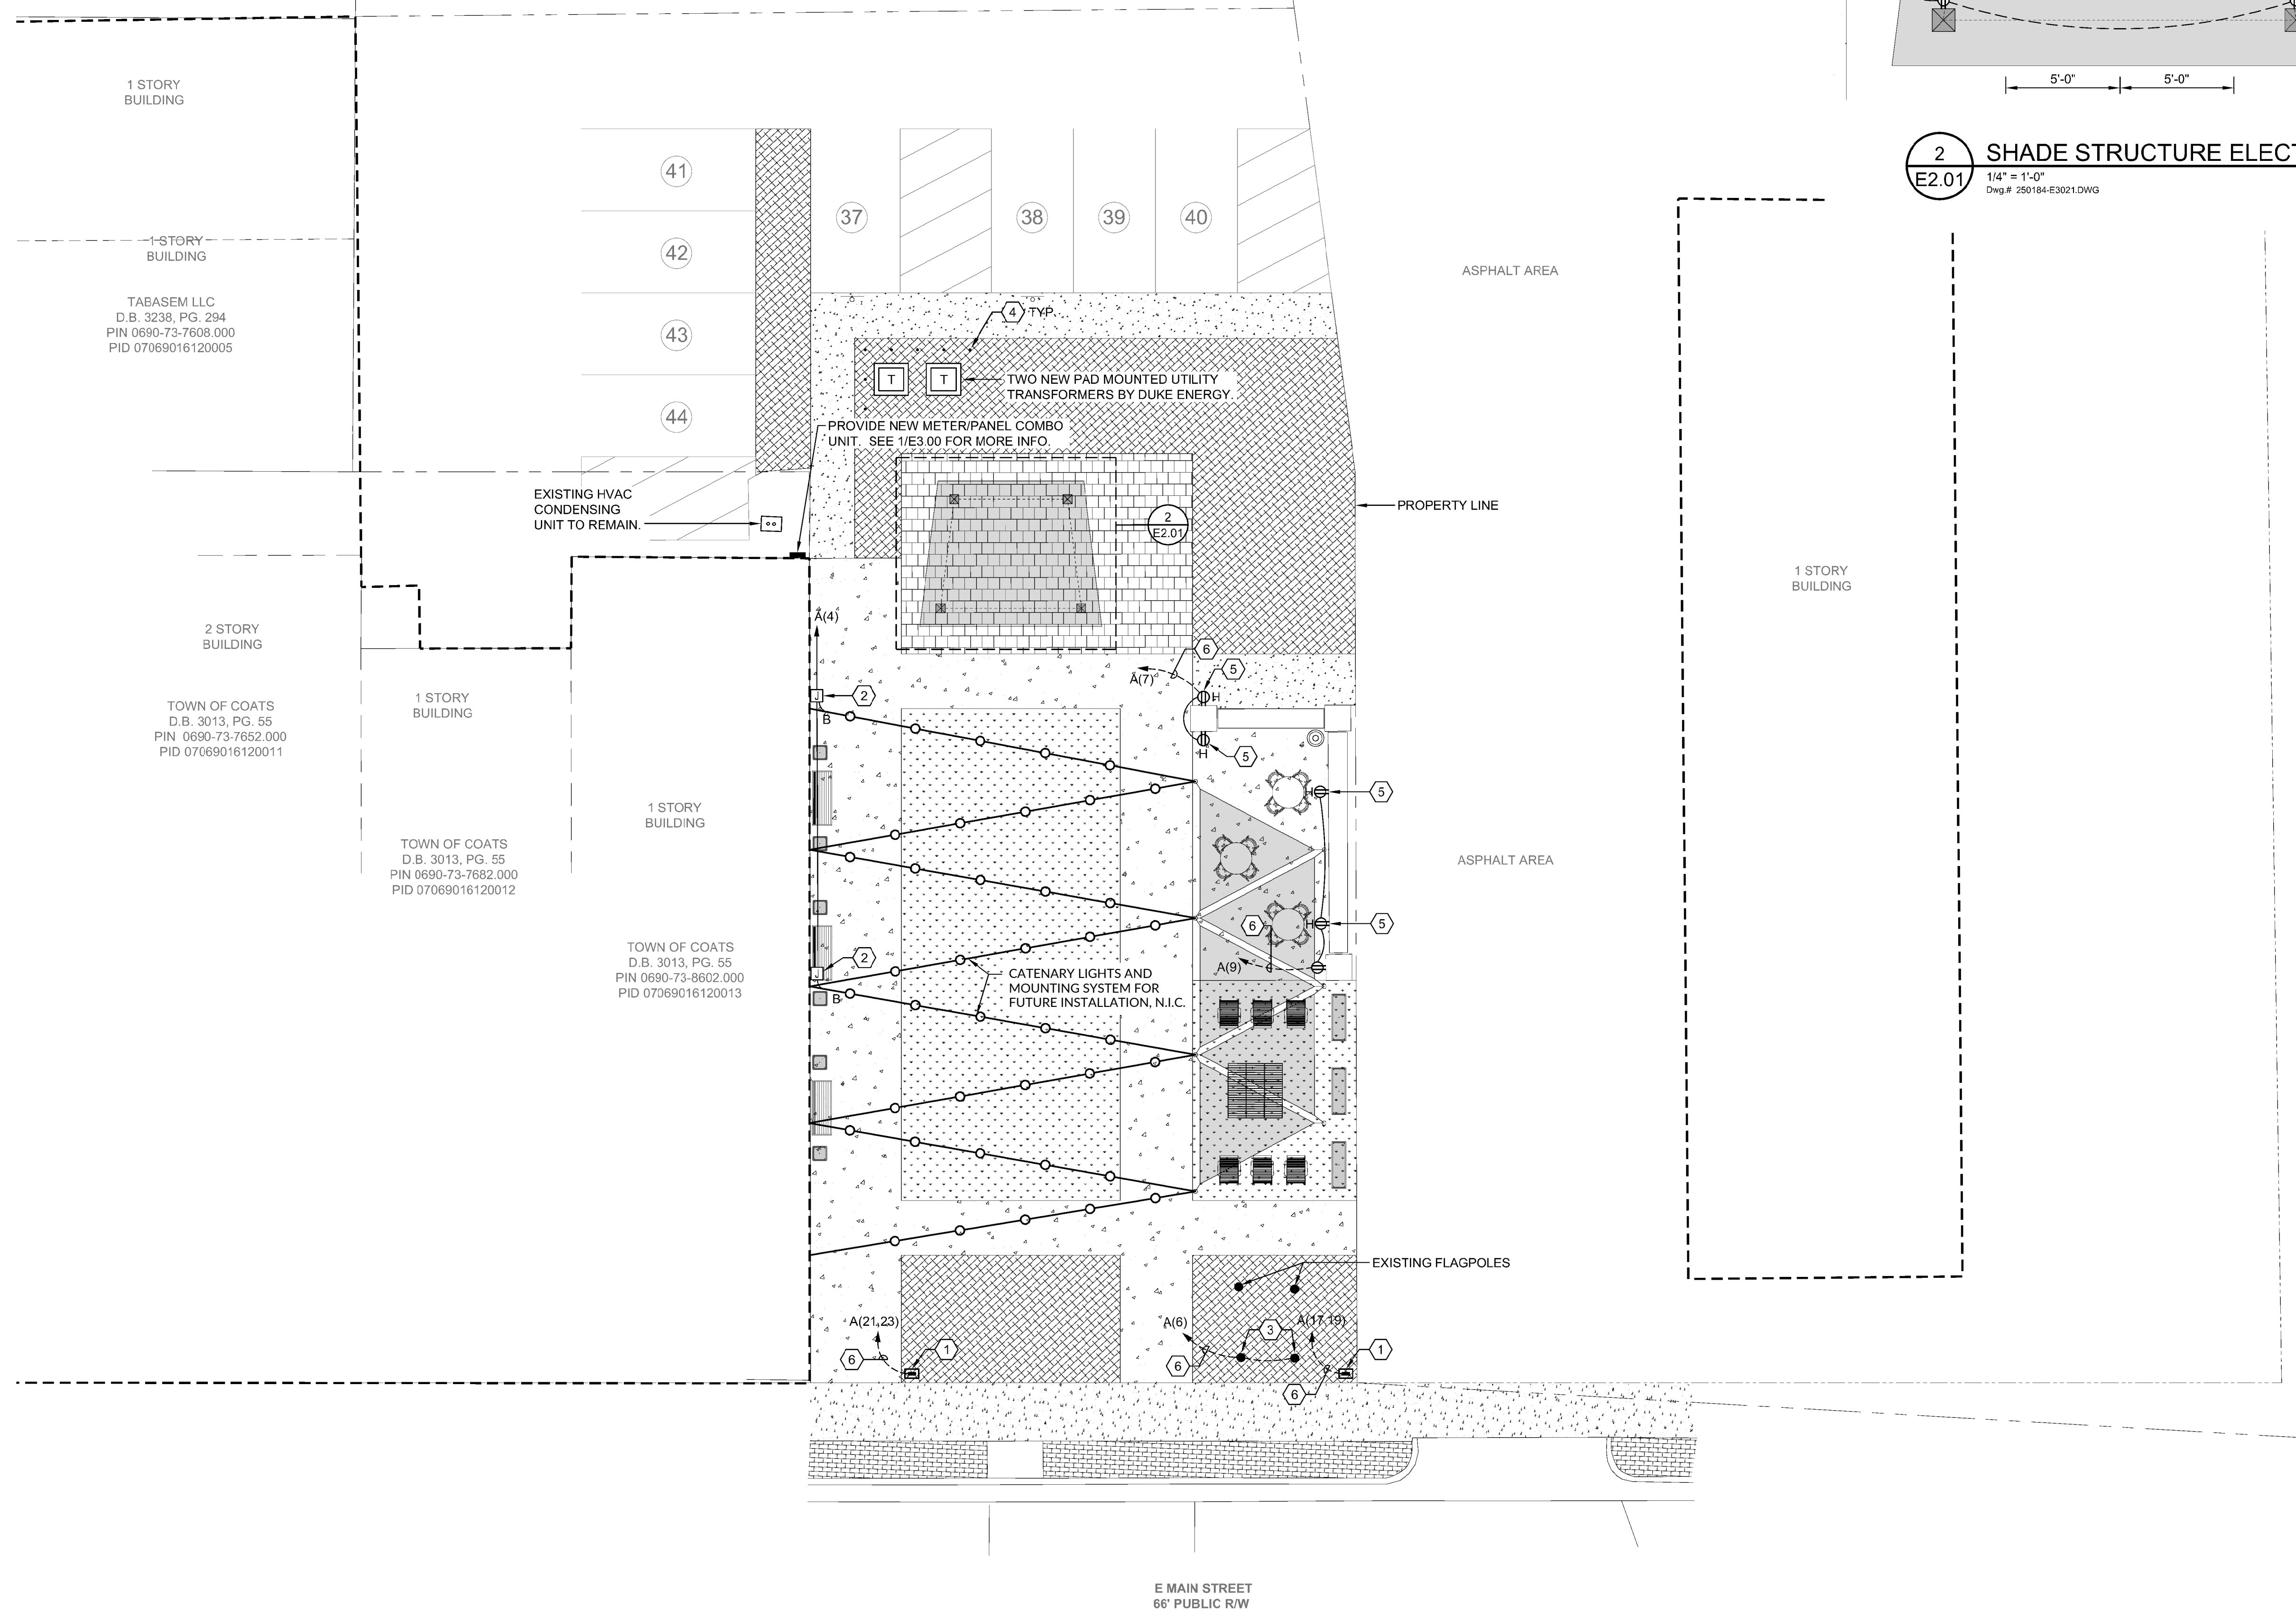 5'-0"
5'-0"
2
E2.01
SHADE STRUCTURE ELECT
1/4" = 1'-0"
Dwg.# 250184-E3021.DWG
1 STORY
BUILDING
1 STORY
BUILDING
TABASEM LLC
D.B. 3238, PG. 294
PIN 0690-73-7608.000
PID 07069016120005
41
42
43
44
37
38
39
40
ASPHALT AREA
4
TYP.
T
T
TWO NEW PAD MOUNTED UTILITY
TRANSFORMERS BY DUKE ENERGY.
PROVIDE NEW METER/PANEL COMBO
UNIT. SEE 1/E3.00 FOR MORE INFO.
EXISTING HVAC
CONDENSING
UNIT TO REMAIN.
2
E2.01
PROPERTY LINE
1 STORY
BUILDING
2 STORY
BUILDING
TOWN OF COATS
D.B. 3013, PG. 55
PIN 0690-73-7652.000
PID 07069016120011
1 STORY
BUILDING
TOWN OF COATS
D.B. 3013, PG. 55
PIN 0690-73-7682.000
PID 07069016120012
1 STORY
BUILDING
TOWN OF COATS
D.B. 3013, PG. 55
PIN 0690-73-8602.000
PID 07069016120013
A(4)
J
2
B
6
5
A(7)
H
H
5
H
5
ASPHALT AREA
6
H
5
A(9)
J
2
B
CATENARY LIGHTS AND
MOUNTING SYSTEM FOR
FUTURE INSTALLATION, N.I.C.
EXISTING FLAGPOLES
A(21,23)
6
1
A(6)
3
A(17,19)
1
6
6
E MAIN STREET
66' PUBLIC R/W